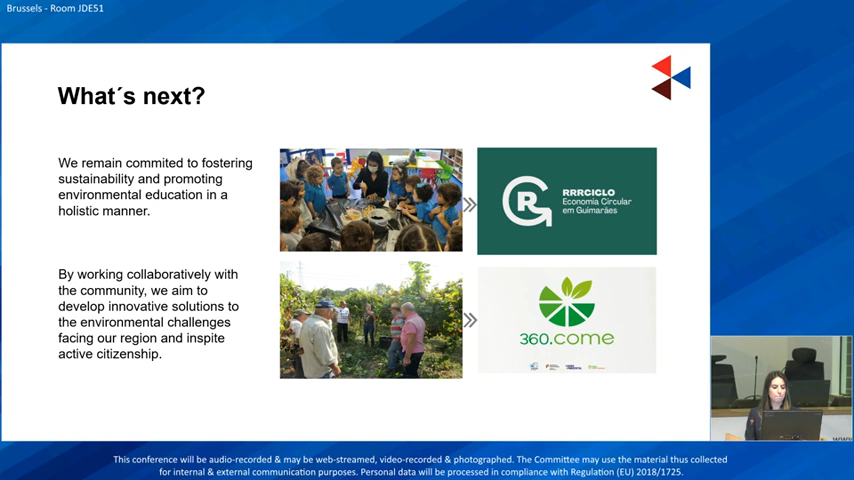 Brussels - Room JDE51
What´s next?
We remain commited to fostering
sustainability and promoting
environmental education in a
holistic manner.
RRRCICLO
Economia Circular
em Guimarães
By working collaboratively with
the community, we aim to
develop innovative solutions to
the environmental challenges
facing our region and inspite
active citizenship.
360.come
This conference will be audio-recorded & may be web-streamed, video-recorded & photographed. The Committee may use the material thus collected
for internal & external communication purposes. Personal data will be processed in compliance with Regulation (EU) 2018/1725.